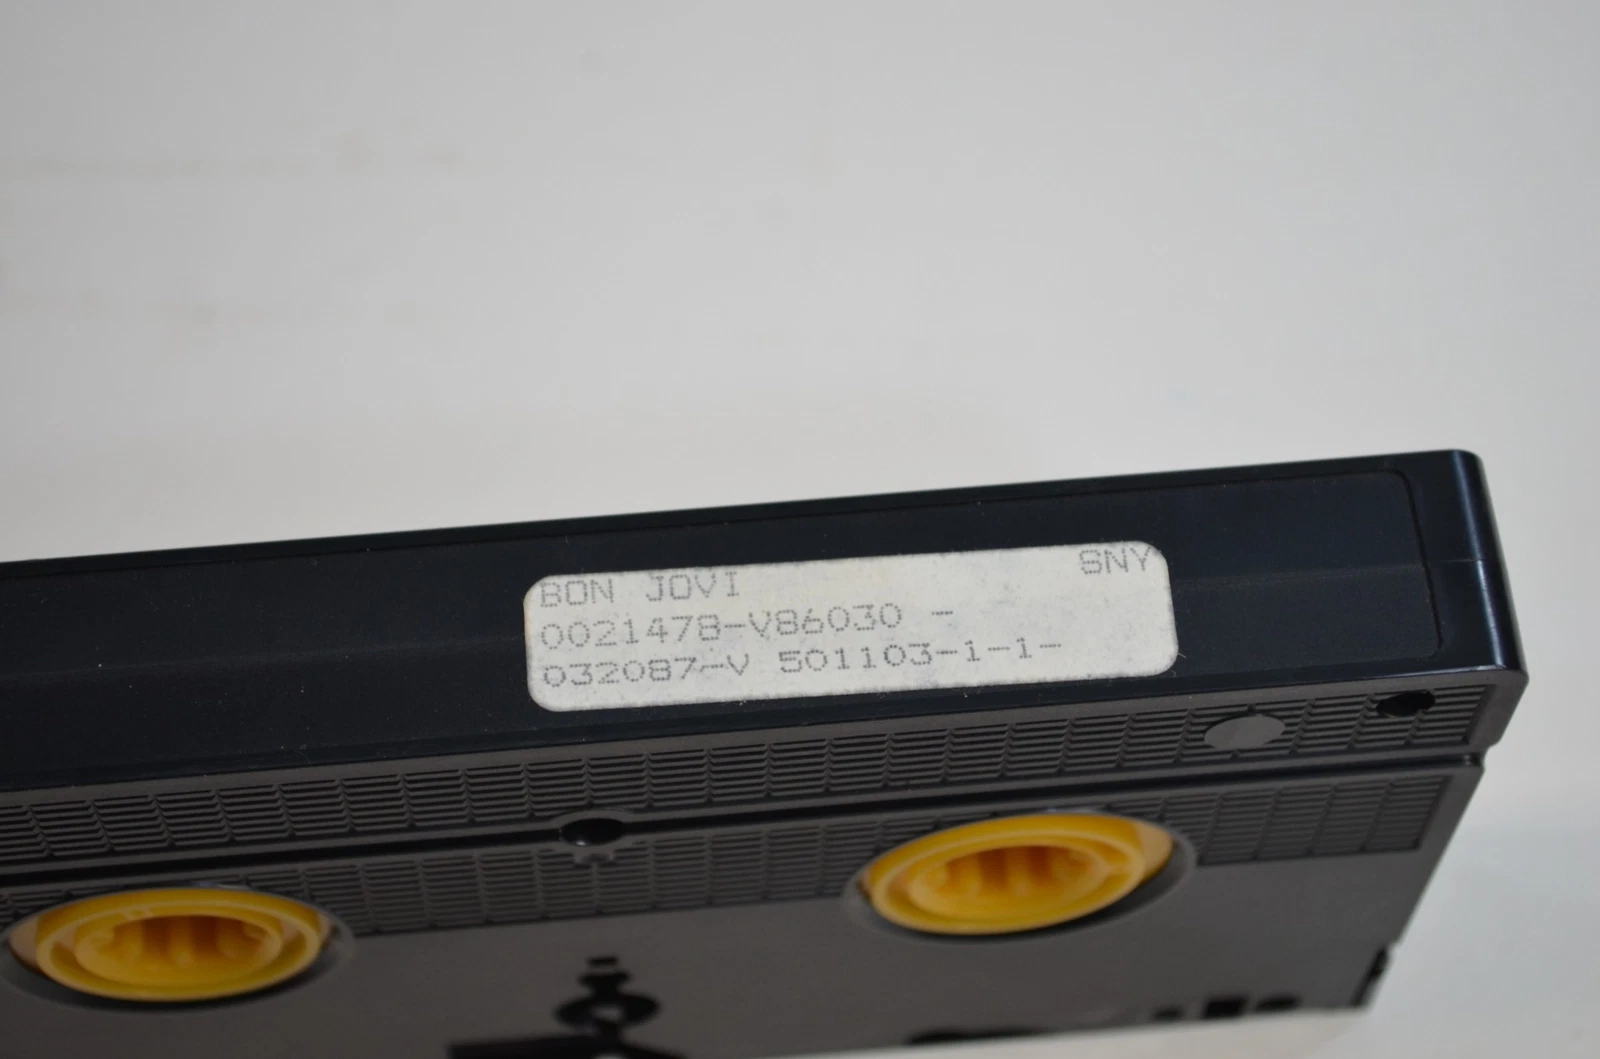 BON JOVI SNY
0021478-V86030 -
032087-V 501103-1-1-